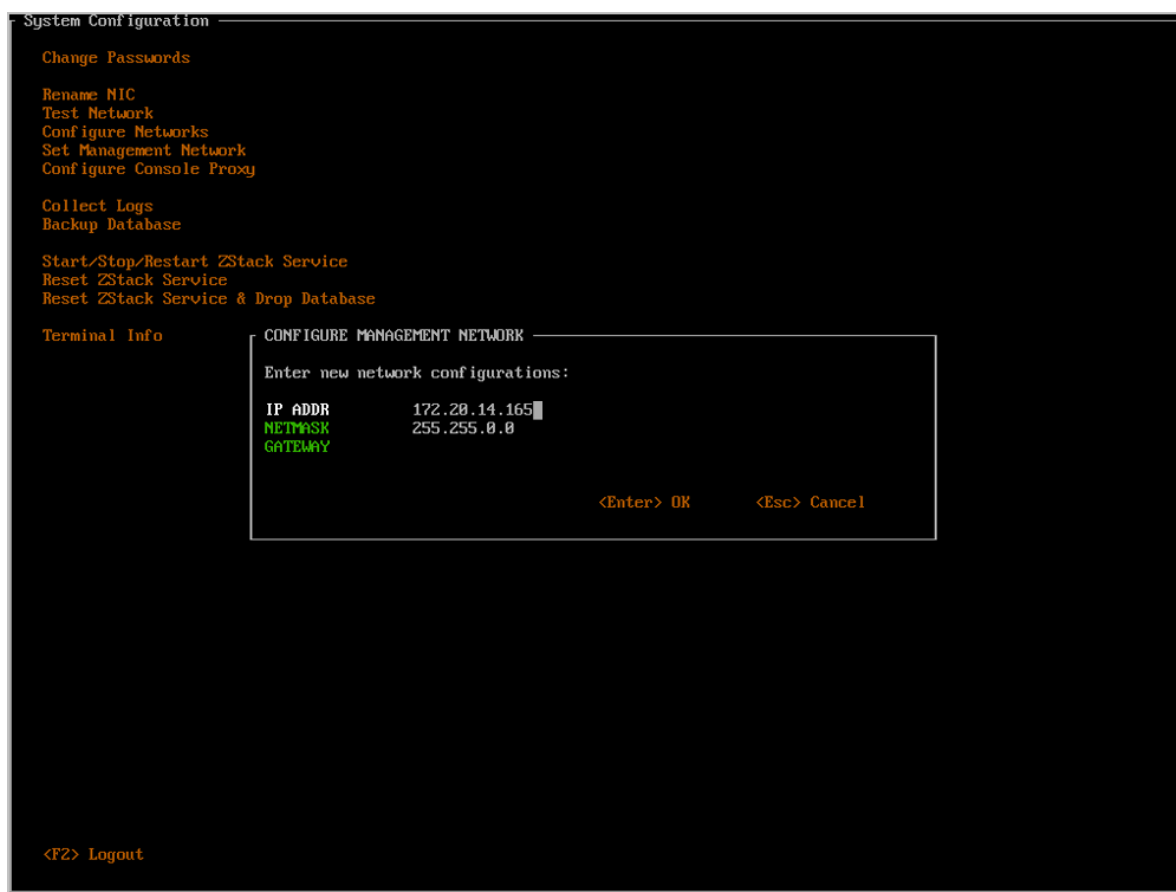 System Configuration
Change Passwords
Rename NIC
Test Network
Configure Networks
Set Management Network
Configure Console Proxy
Collect Logs
Backup Database
Start/Stop/Restart ZStack Service
Reset ZStack Service
Reset ZStack Service & Drop Database
Terminal Info
CONFIGURE MANAGEMENT NETWORK
Enter new network configurations:
IP ADDR 172.20.14.165
NETMASK 255.255.0.0
GATEWAY
<Enter> OK <Esc> Cancel
<F2> Logout